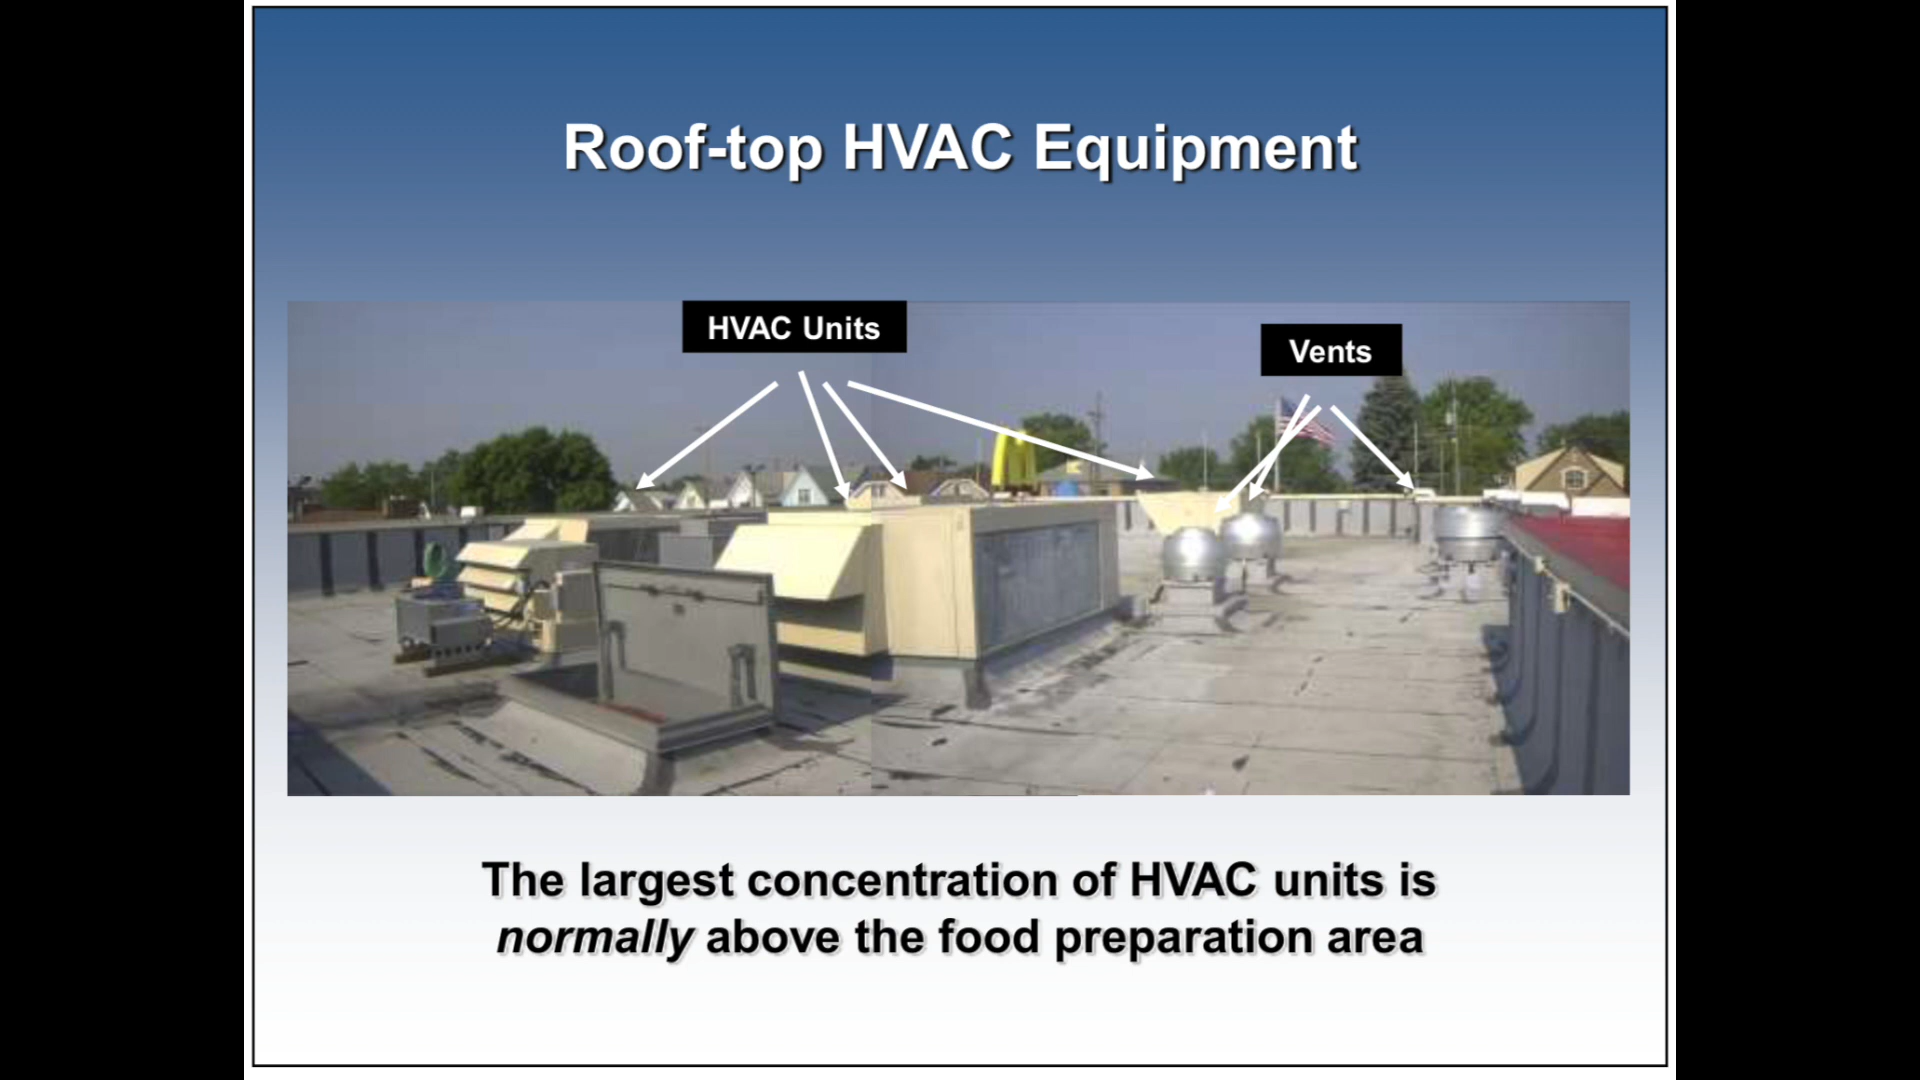 Roof-top HVAC Equipment
HVAC Units
Vents
The largest concentration of HVAC units is
normally above the food preparation area